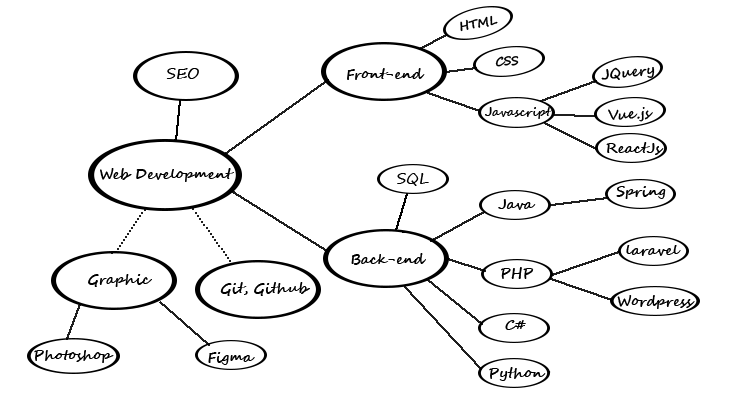 HTML
SEO
Front-end
CSS
JQuery
Javascript
Vue.js
ReactJs
Web Development
SQL
Java
Spring
Back-end
laravel
PHP
Graphic
Git, Github
Wordpress
C#
Photoshop
Figma
Python